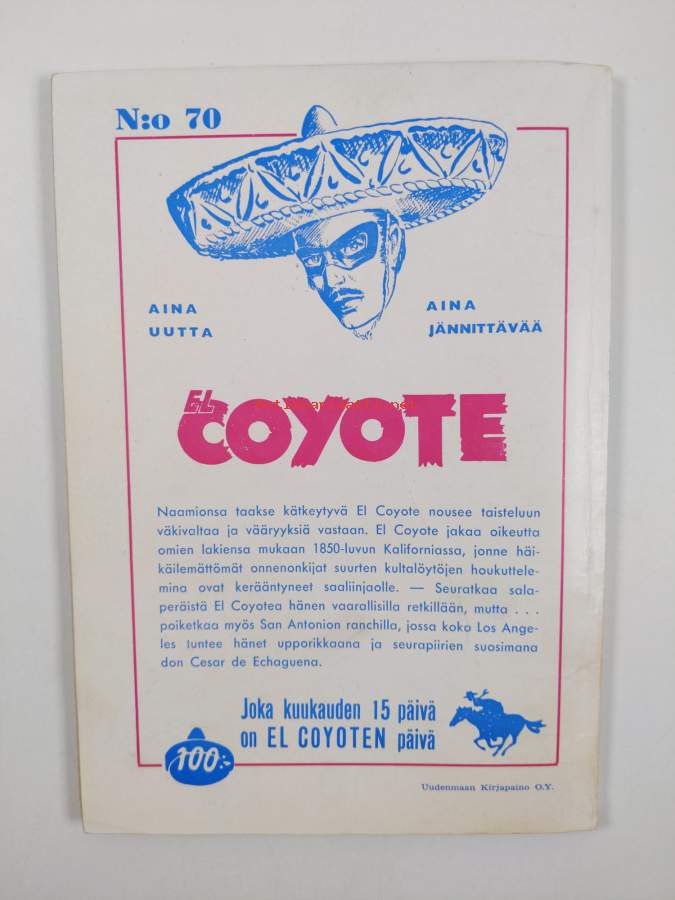 N:o 70
AINA
UUTTA
AINA
JÄNNITTÄVÄÄ
EL
COYOTE
Naamionsa taakse kätkeytyvä El Coyote nousee taisteluun
väkivaltaa ja vääryyksiä vastaan. El Coyote jakaa oikeutta
omien lakiensa mukaan 1850-luvun Kaliforniassa, jonne häi-
käilemättömät onnenonkijat suurten kultalöytöjen houkuttele-
mina ovat kerääntyneet saaliinjaolle. — Seuratkaa sala-
peräistä El Coyotea hänen vaarallisilla retkillään, mutta . . .
poiketkaa myös San Antonion ranchilla, jossa koko Los Ange-
les tuntee hänet upporikkaana ja seurapiirien suosimana
don Cesar de Echaguena.
Joka kuukauden 15 päivä
on EL COYOTEN päivä
100:-
Uudenmaan Kirjapaino O.Y.